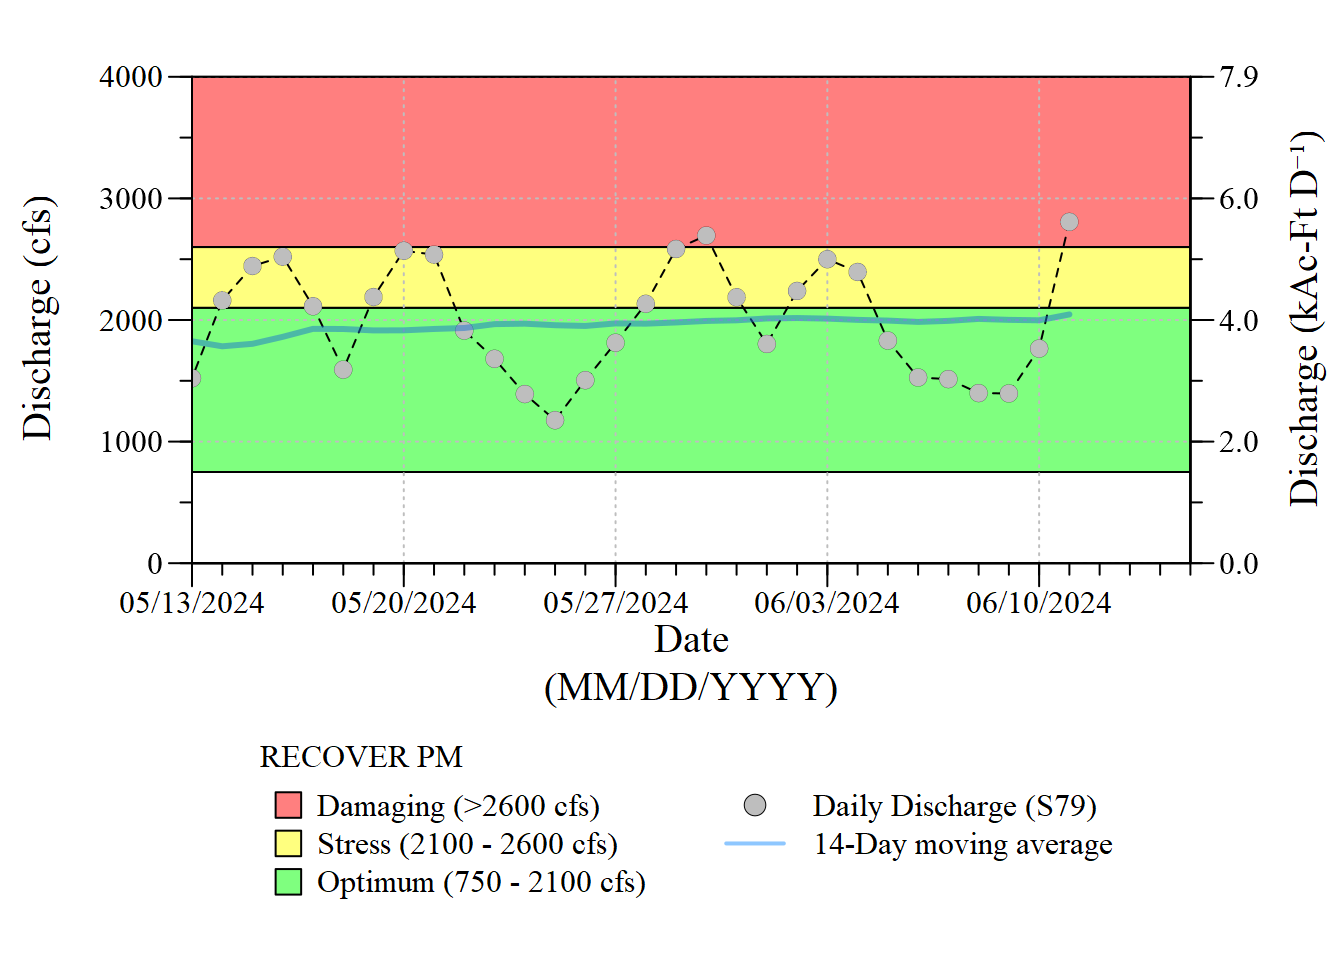 4000
3000
2000
1000
0
Discharge (cfs)
7.9
6.0
4.0
2.0
0.0
Discharge (kAc-Ft D⁻¹)
05/13/2024
05/20/2024
05/27/2024
06/03/2024
06/10/2024
Date
(MM/DD/YYYY)
RECOVER PM
Damaging (>2600 cfs)
Stress (2100 - 2600 cfs)
Optimum (750 - 2100 cfs)
Daily Discharge (S79)
14-Day moving average